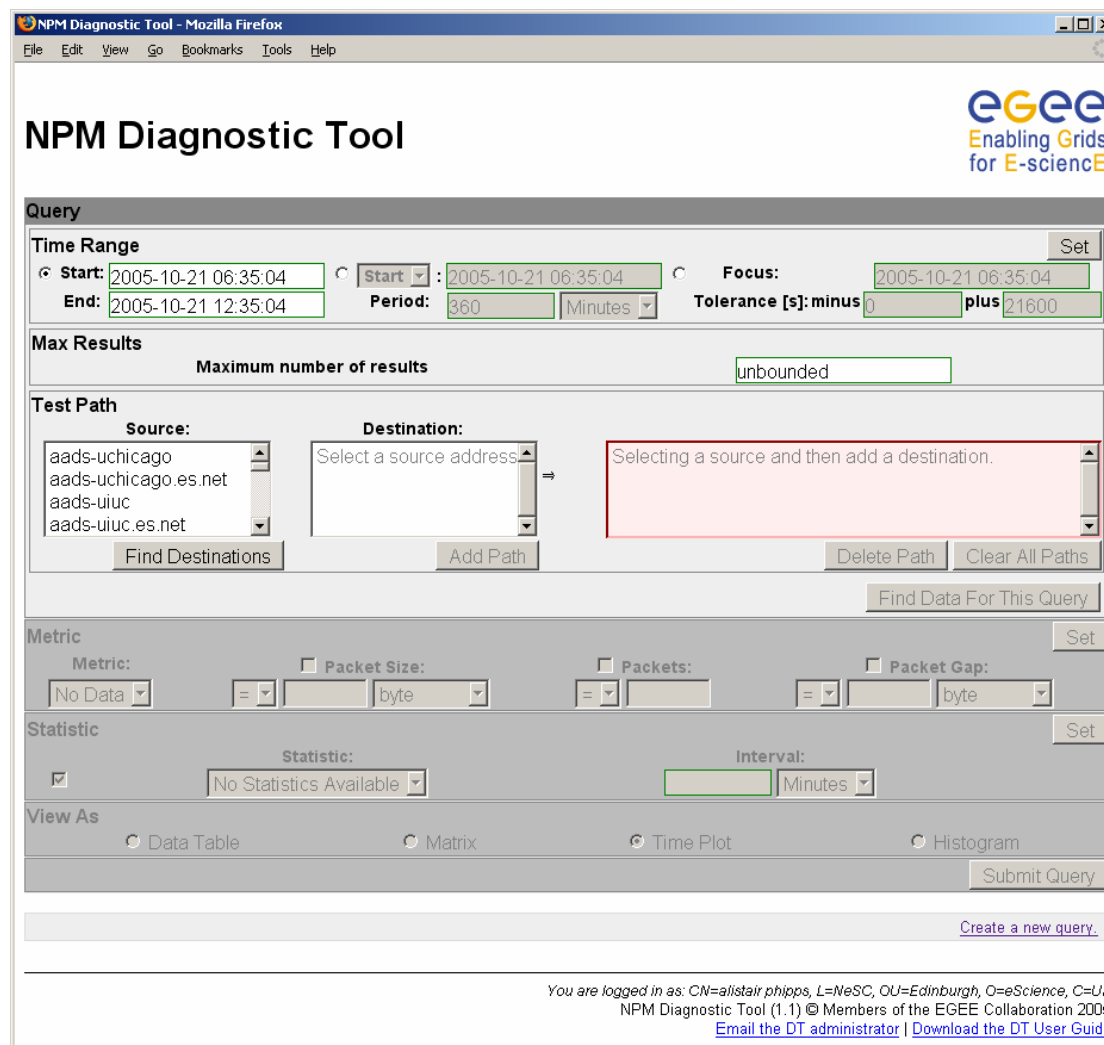 NPM Diagnostic Tool - Mozilla Firefox
File Edit View Go Bookmarks Tools Help
NPM Diagnostic Tool
eGee
Enabling Grids
for E-sciencE
Query
Time Range Set
Start: 2005-10-21 06:35:04 Start : 2005-10-21 06:35:04 Focus: 2005-10-21 06:35:04
End: 2005-10-21 12:35:04 Period: 360 Minutes Tolerance [s]: minus 0 plus 21600
Max Results
Maximum number of results unbounded
Test Path
Source: Destination:
aads-uchicago Select a source address ⇒ Selecting a source and then add a destination.
aads-uchicago.es.net
aads-uiuc
aads-uiuc.es.net
Find Destinations Add Path Delete Path Clear All Paths
Find Data For This Query
Metric Set
Metric: Packet Size: Packets: Packet Gap:
No Data = byte = = byte
Statistic Set
Statistic: Interval:
No Statistics Available Minutes
View As
Data Table Matrix Time Plot Histogram
Submit Query
Create a new query.
You are logged in as: CN=alistair phipps, L=NeSC, OU=Edinburgh, O=eScience,
NPM Diagnostic Tool (1.1) © Members of the EGEE Collaboration
Email the DT administrator | Download the DT User